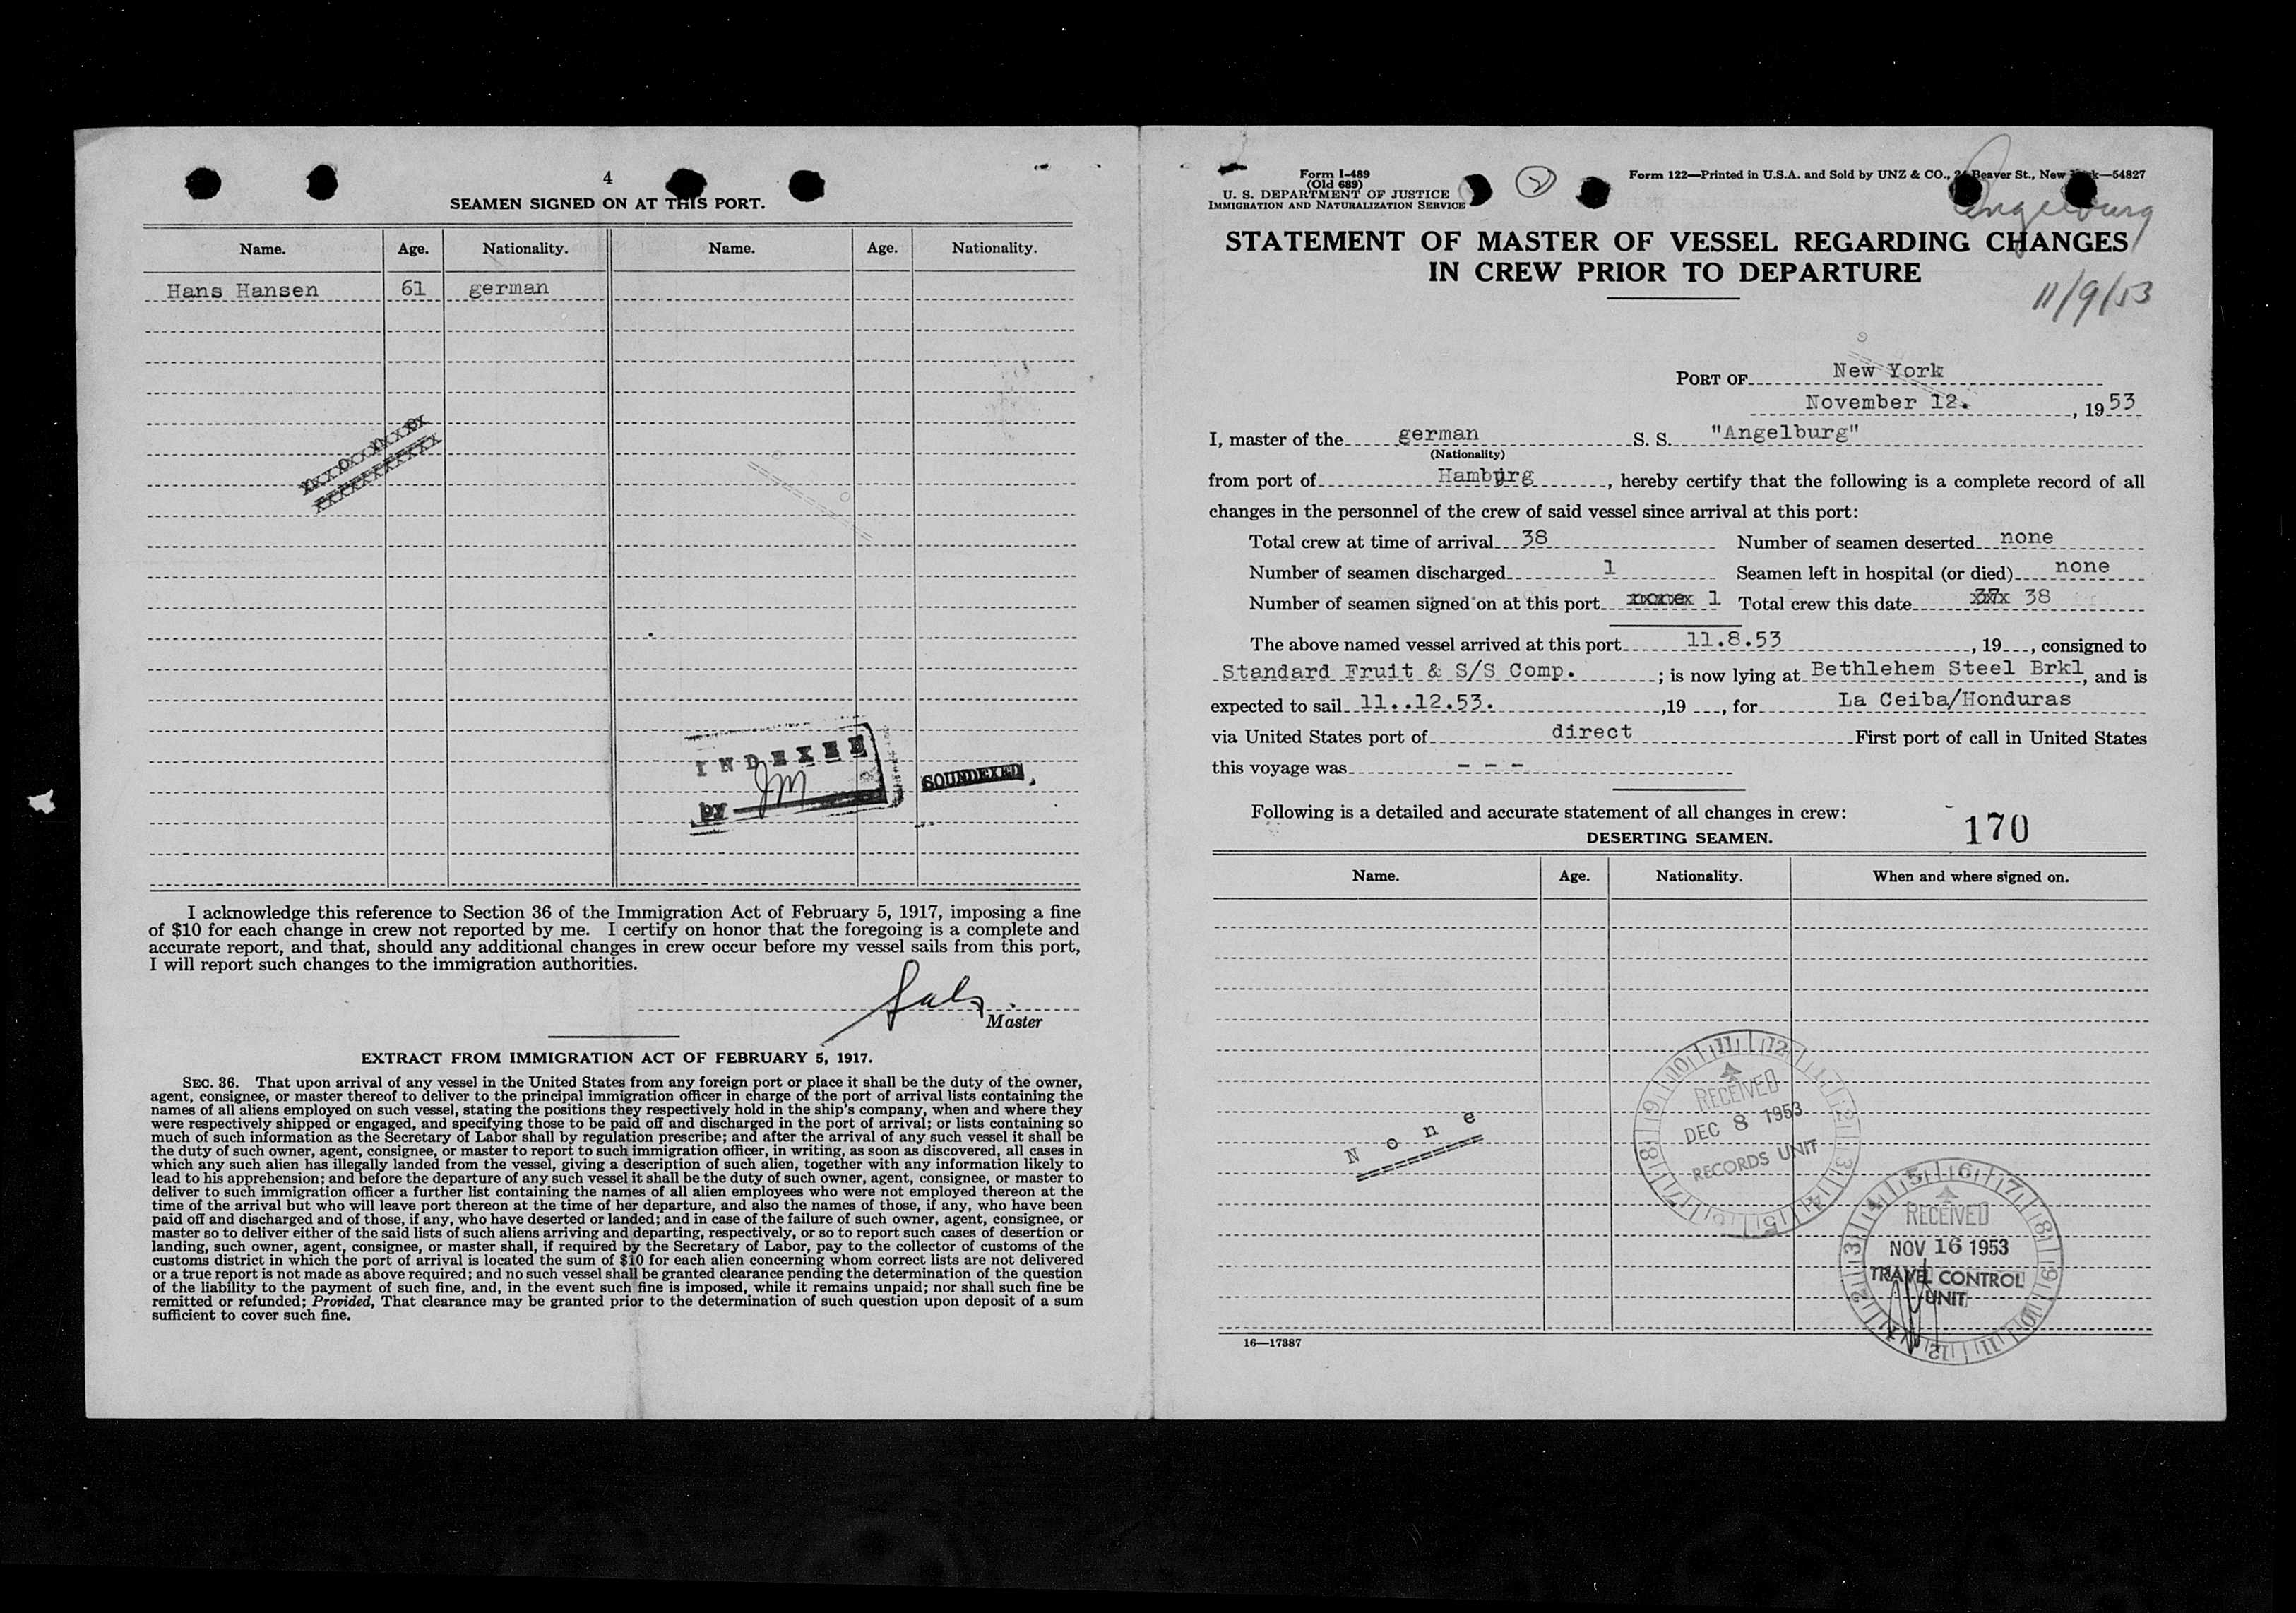 4
SEAMEN SIGNED ON AT THIS PORT.
Name. Age. Nationality. Name. Age. Nationality.
Hans Hansen 61 german
INDEXED
by JM
SOUNDEXED
I acknowledge this reference to Section 36 of the Immigration Act of February 5, 1917, imposing a fine
of $10 for each change in crew not reported by me. I certify on honor that the foregoing is a complete and
accurate report, and that, should any additional changes in crew occur before my vessel sails from this port,
I will report such changes to the immigration authorities.
Master
EXTRACT FROM IMMIGRATION ACT OF FEBRUARY 5, 1917.
SEC. 36. That upon arrival of any vessel in the United States from any foreign port or place it shall be the duty of the owner,
agent, consignee, or master thereof to deliver to the principal immigration officer in charge of the port of arrival lists containing the
names of all aliens employed on such vessel, stating the positions they respectively hold in the ship's company, when and where they
were respectively shipped or engaged, and specifying those to be paid off and discharged in the port of arrival; or lists containing so
much of such information as the Secretary of Labor shall by regulation prescribe; and after the arrival of any such vessel it shall be
the duty of such owner, agent, consignee, or master to report to such immigration officer, in writing, as soon as discovered, all cases in
which any such alien has illegally landed from the vessel, giving a description of such alien, together with any information likely to
lead to his apprehension; and before the departure of any such vessel it shall be the duty of such owner, agent, consignee, or master to
deliver to such immigration officer a further list containing the names of all alien employees who were not employed thereon at the
time of the arrival but who will leave port thereon at the time of her departure, and also the names of those, if any, who have been
paid off and discharged and of those, if any, who have deserted or landed; and in case of the failure of such owner, agent, consignee, or
master so to deliver either of the said lists of such aliens arriving and departing, respectively, or so to report such cases of desertion or
landing, such owner, agent, consignee, or master shall, if required by the Secretary of Labor, pay to the collector of customs of the
customs district in which the port of arrival is located the sum of $10 for each alien concerning whom correct lists are not delivered
or a true report is not made as above required; and no such vessel shall be granted clearance pending the determination of the question
of the liability to the payment of such fine, and, in the event such fine is imposed, while it remains unpaid; nor shall such fine be
remitted or refunded; Provided, That clearance may be granted prior to the determination of such question upon deposit of a sum
sufficient to cover such fine.
Form I-489
(Old 689)
U. S. DEPARTMENT OF JUSTICE
IMMIGRATION AND NATURALIZATION SERVICE
2
Form 122—Printed in U.S.A. and Sold by UNZ & CO., Beaver St., New —54827
Angelburg
STATEMENT OF MASTER OF VESSEL REGARDING CHANGES
IN CREW PRIOR TO DEPARTURE
11/9/53
PORT OF New York
November 12. , 1953
I, master of the german S. S. "Angelburg"
(Nationality)
from port of Hamburg , hereby certify that the following is a complete record of all
changes in the personnel of the crew of said vessel since arrival at this port:
Total crew at time of arrival 38 Number of seamen deserted none
Number of seamen discharged 1 Seamen left in hospital (or died) none
Number of seamen signed on at this port none 1 Total crew this date 37 38
The above named vessel arrived at this port 11.8.53 , 19 , consigned to
Standard Fruit & S/S Comp. ; is now lying at Bethlehem Steel Brkl , and is
expected to sail 11..12.53. ,19 , for La Ceiba/Honduras
via United States port of direct First port of call in United States
this voyage was - - -
Following is a detailed and accurate statement of all changes in crew:
170
DESERTING SEAMEN.
Name. Age. Nationality. When and where signed on.
None
RECEIVED
DEC 8 1953
RECORDS UNIT
RECEIVED
NOV 16 1953
TRAVEL CONTROL
UNIT
16—17387